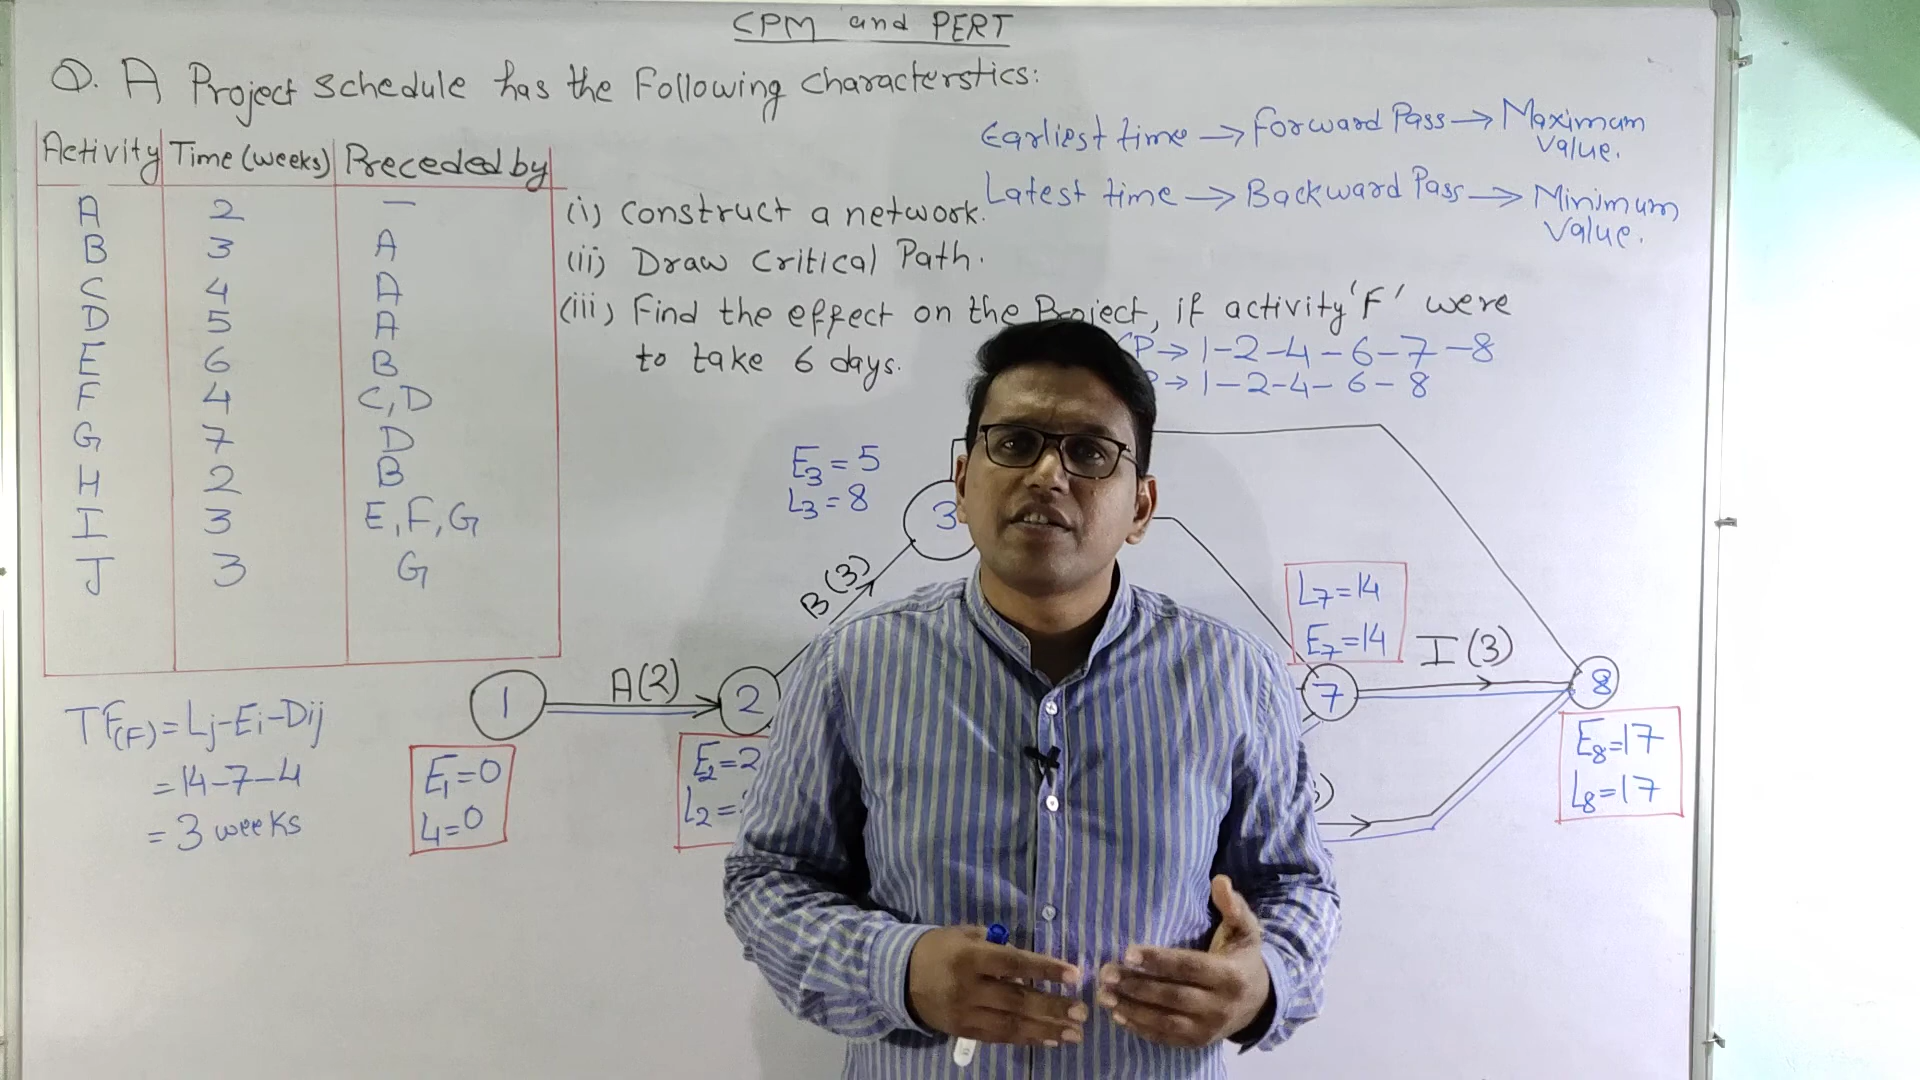 CPM and PERT
Q. A Project schedule has the Following characterstics:
Activity Time (weeks) Preceded by
A 2 —
B 3 A
C 4 A
D 5 A
E 6 B
F 4 C, D
G 7 D
H 2 B
I 3 E, F, G
J 3 G
Earliest time → Forward Pass → Maximum
Value.
Latest time → Backward Pass → Minimum
Value.
(i) Construct a network.
(ii) Draw Critical Path.
(iii) Find the effect on the Project, if activity 'F' were
to take 6 days.
CP → 1-2-4-6-7-8
P → 1-2-4-6-8
E3 = 5
L3 = 8
3
B(3)
L7=14
E7=14
I(3)
1
A(2)
2
7
8
TF(F) = Lj-Ei-Dij
= 14-7-4
= 3 weeks
E1=0
L=0
E2=2
L2=
)
E8=17
L8=17